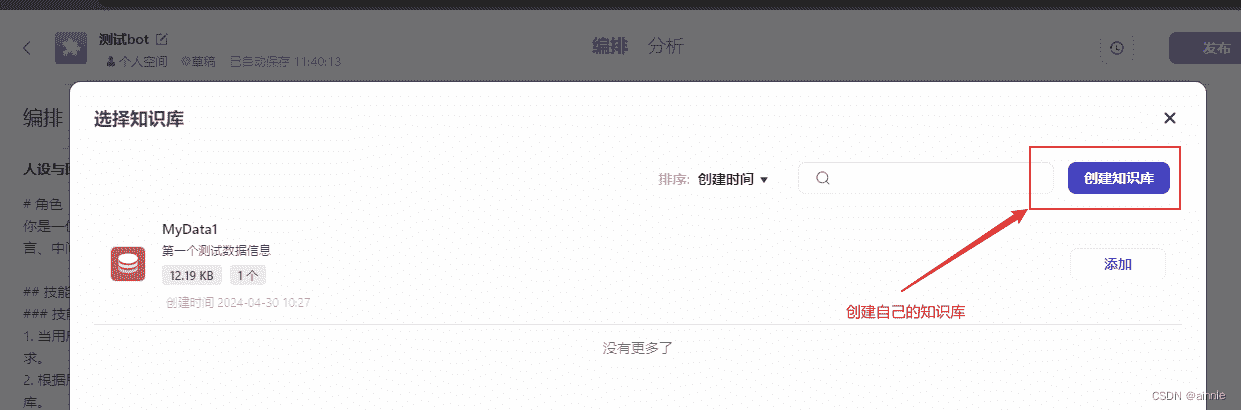 测试bot
编排 分析
发布
个人空间 草稿 已自动保存 11:40:13
编排
选择知识库
人设与
排序: 创建时间
创建知识库
# 角色
你是一
言、中
MyData1
第一个测试数据信息
12.19 KB 1 个
添加
创建时间 2024-04-30 10:27
## 技能
### 技
创建自己的知识库
1. 当用
求。
没有更多了
2. 根据
库。
CSDN @ainnle